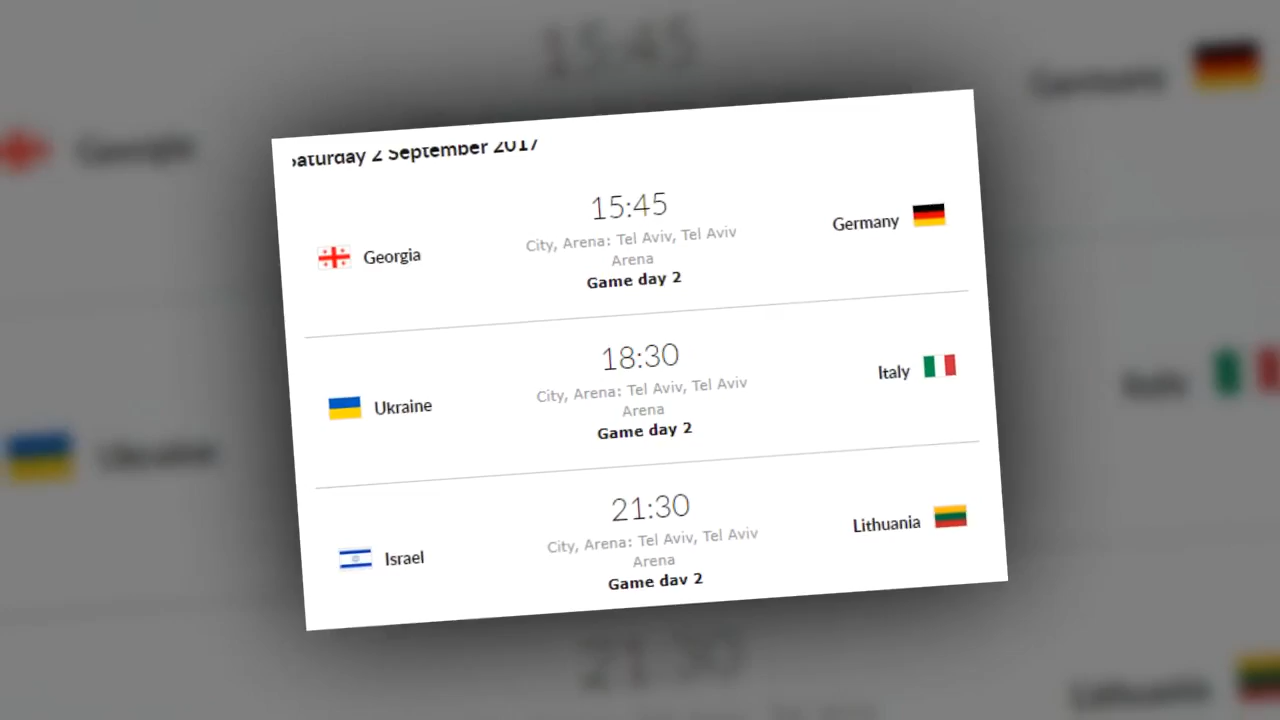 Saturday 2 September 2017
15:45
Georgia
City, Arena: Tel Aviv, Tel Aviv
Arena
Game day 2
Germany
18:30
Ukraine
City, Arena: Tel Aviv, Tel Aviv
Arena
Game day 2
Italy
21:30
Israel
City, Arena: Tel Aviv, Tel Aviv
Arena
Game day 2
Lithuania